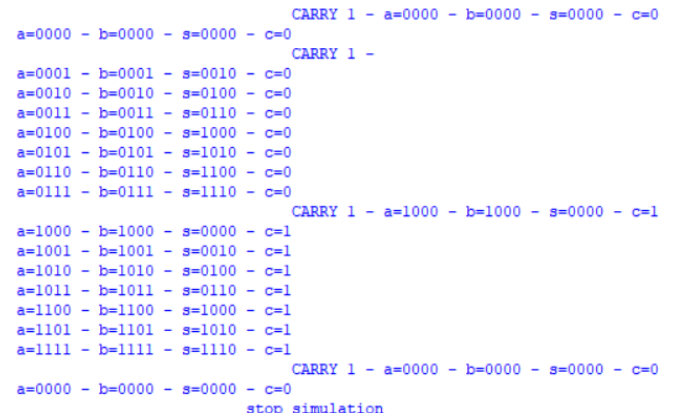 CARRY 1 - a=0000 - b=0000 - s=0000 - c=0
a=0000 - b=0000 - s=0000 - c=0
CARRY 1 -
a=0001 - b=0001 - s=0010 - c=0
a=0010 - b=0010 - s=0100 - c=0
a=0011 - b=0011 - s=0110 - c=0
a=0100 - b=0100 - s=1000 - c=0
a=0101 - b=0101 - s=1010 - c=0
a=0110 - b=0110 - s=1100 - c=0
a=0111 - b=0111 - s=1110 - c=0
CARRY 1 - a=1000 - b=1000 - s=0000 - c=1
a=1000 - b=1000 - s=0000 - c=1
a=1001 - b=1001 - s=0010 - c=1
a=1010 - b=1010 - s=0100 - c=1
a=1011 - b=1011 - s=0110 - c=1
a=1100 - b=1100 - s=1000 - c=1
a=1101 - b=1101 - s=1010 - c=1
a=1111 - b=1111 - s=1110 - c=1
CARRY 1 - a=0000 - b=0000 - s=0000 - c=0
a=0000 - b=0000 - s=0000 - c=0
stop simulation